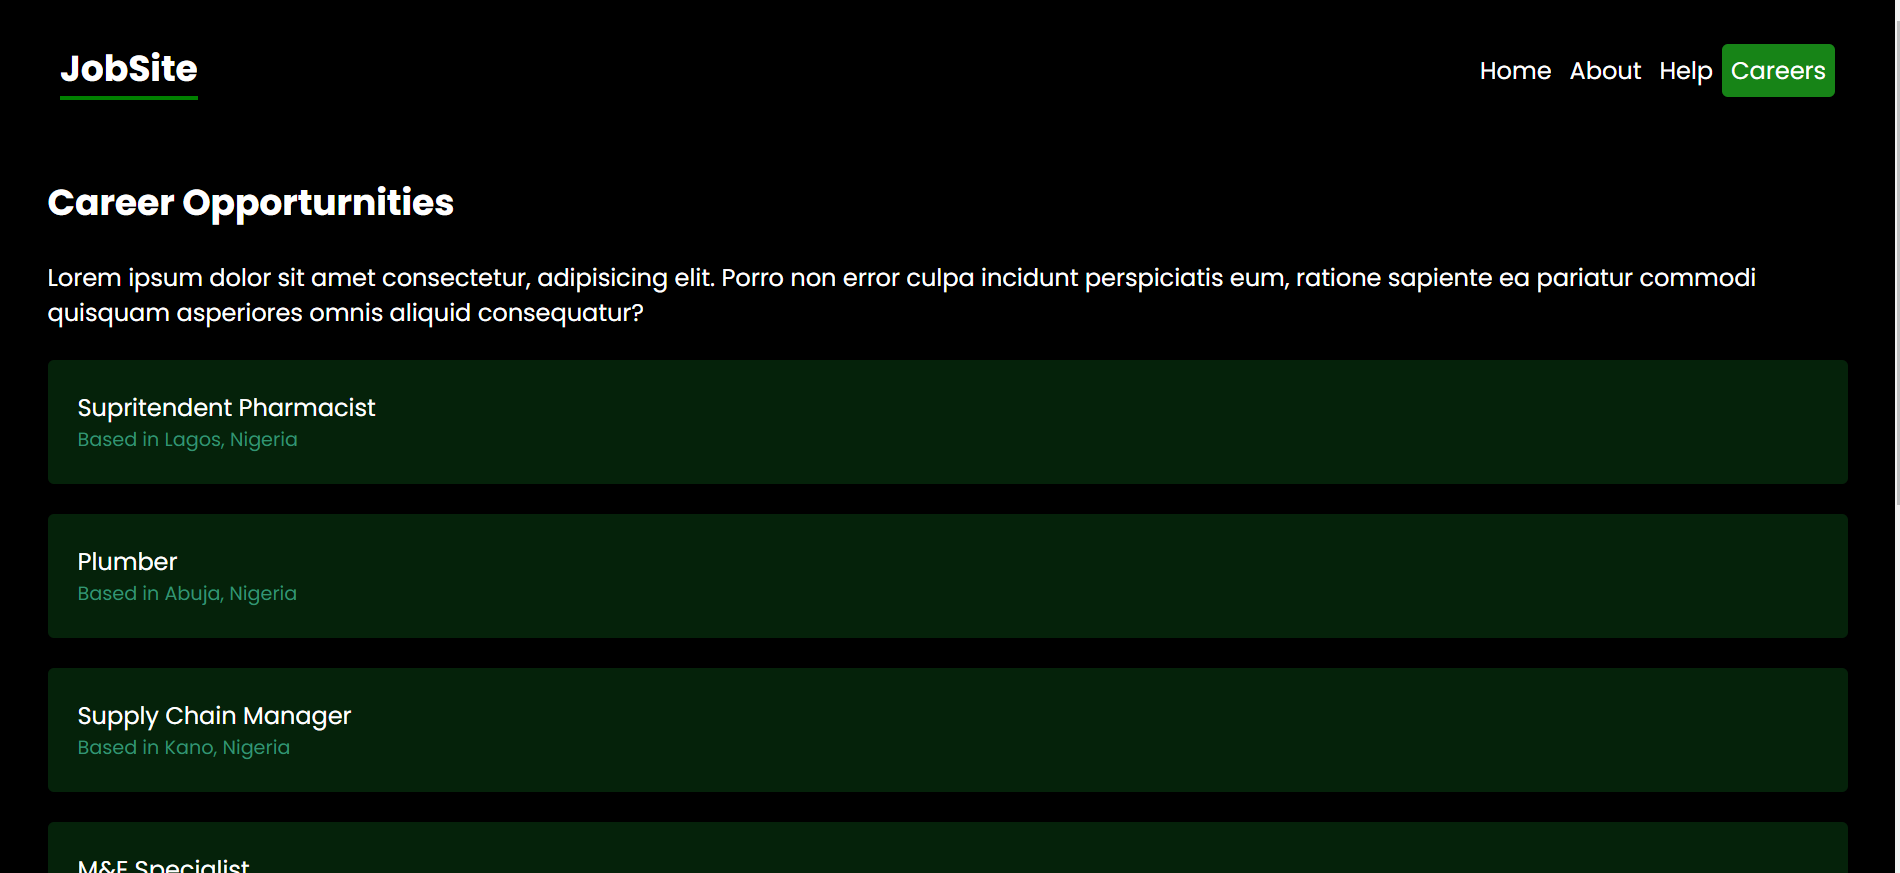 JobSite
Home About Help Careers
Career Opporturnities
Lorem ipsum dolor sit amet consectetur, adipisicing elit. Porro non error culpa incidunt perspiciatis eum, ratione sapiente ea pariatur commodi
quisquam asperiores omnis aliquid consequatur?
Supritendent Pharmacist
Based in Lagos, Nigeria
Plumber
Based in Abuja, Nigeria
Supply Chain Manager
Based in Kano, Nigeria
M&E Specialist